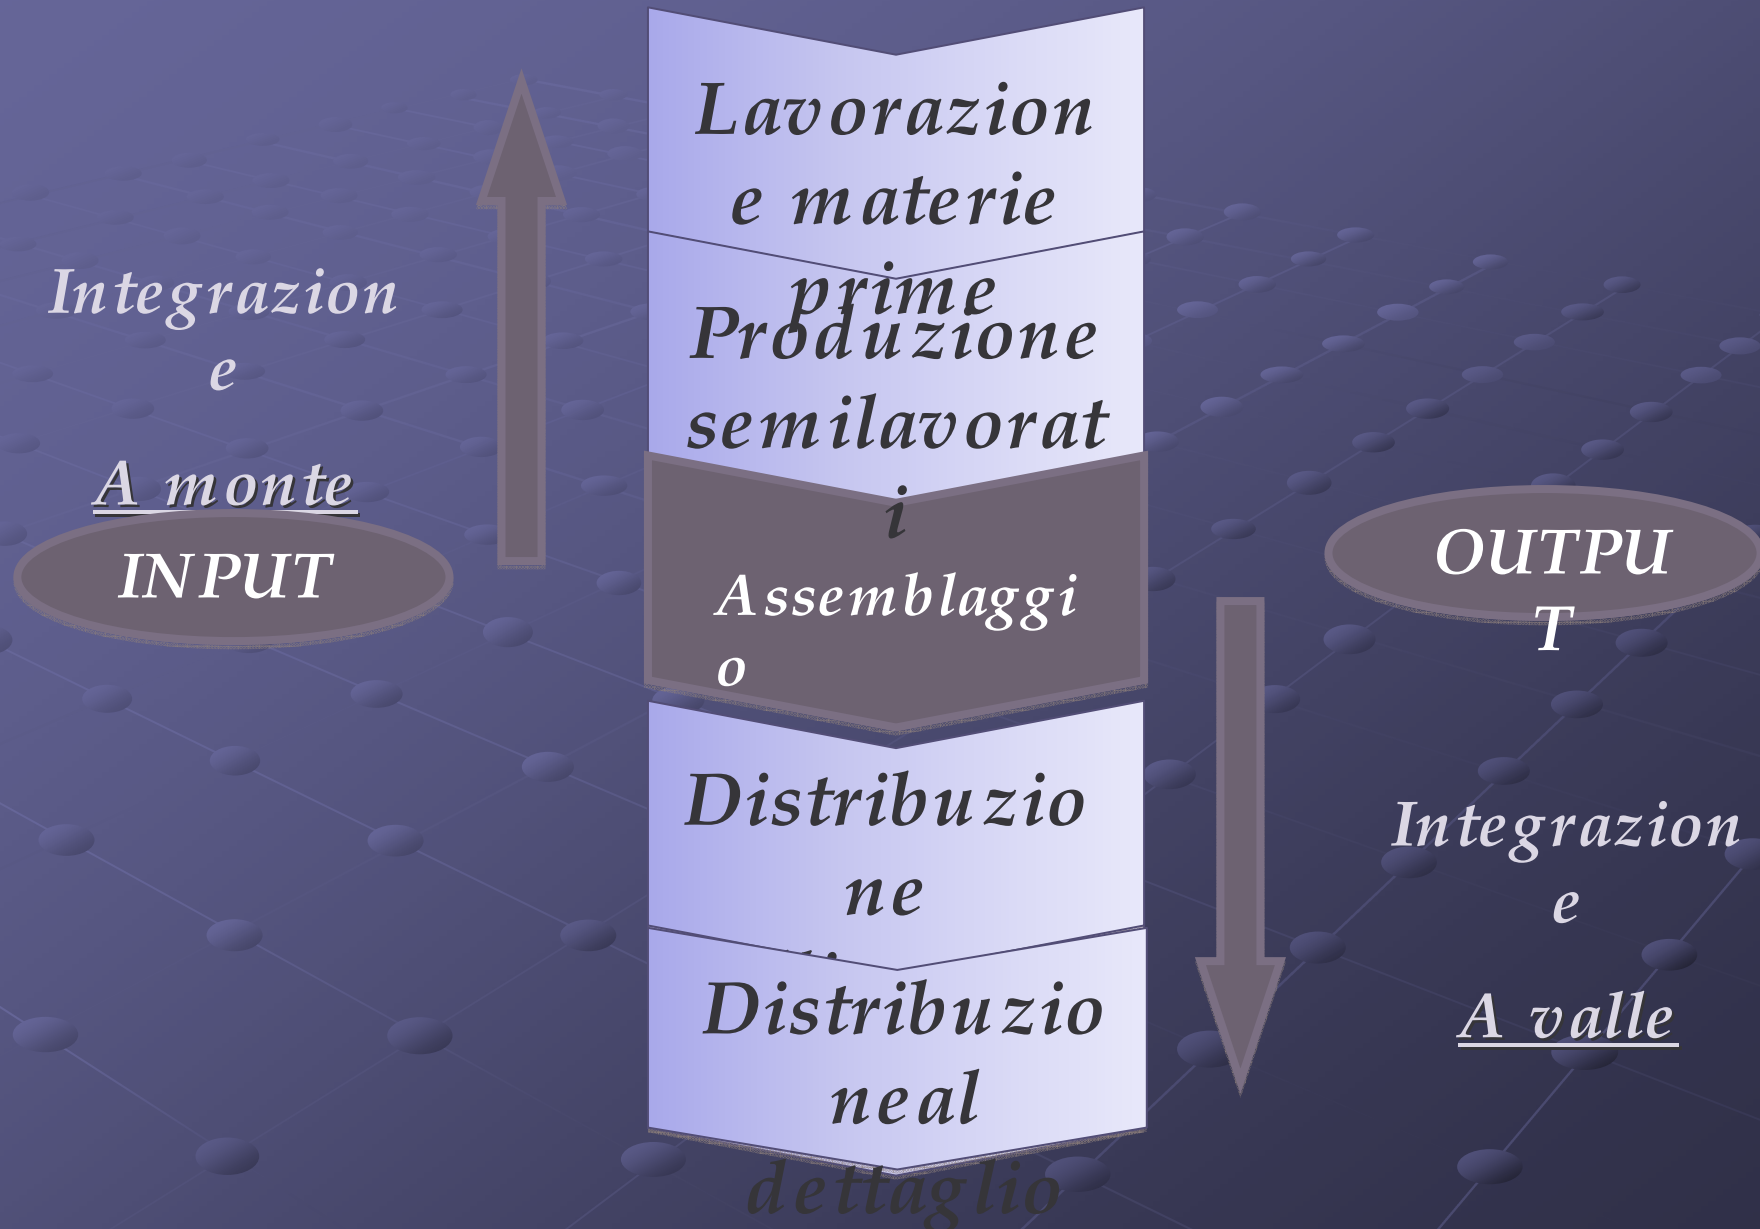 Lavorazion
e materie
prime
Produzione
semilavorat
i
Assemblaggi
o
Distribuzio
ne
Distribuzio
neal
dettaglio
Integrazion
e
A monte
INPUT
OUTPU
T
Integrazion
e
A valle